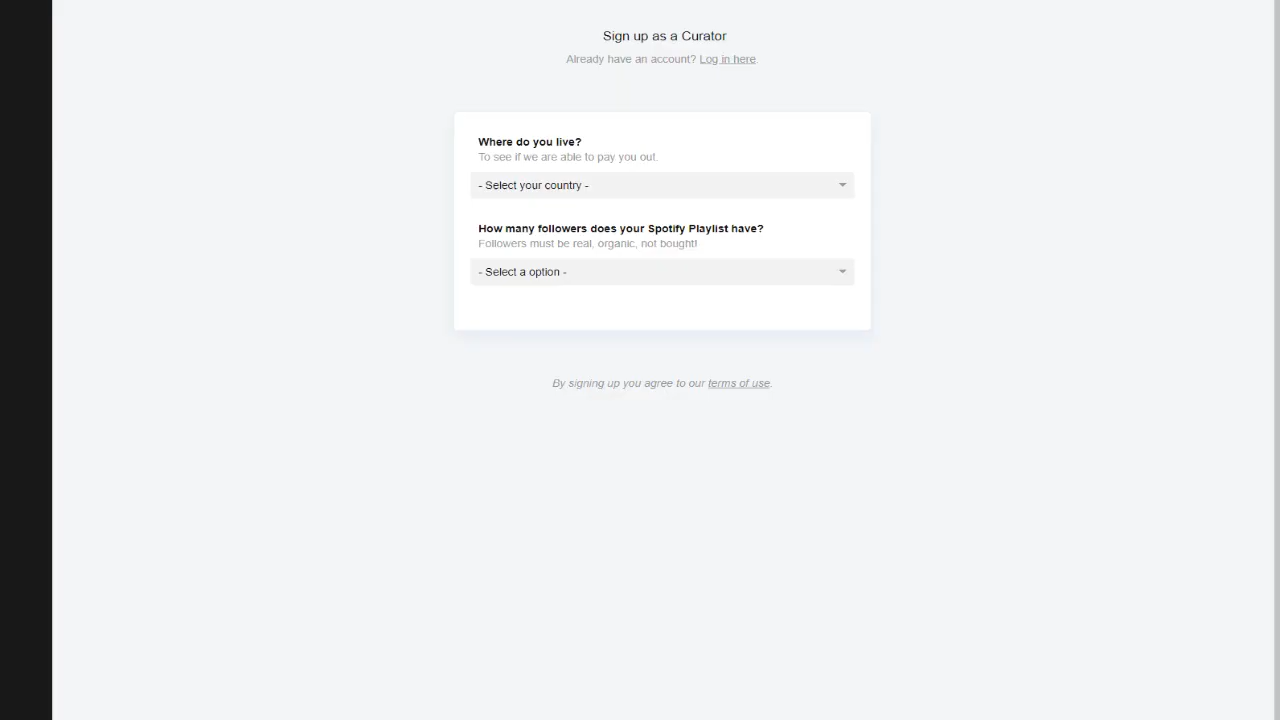 Sign up as a Curator
Already have an account? Log in here.
Where do you live?
To see if we are able to pay you out.
- Select your country -
How many followers does your Spotify Playlist have?
Followers must be real, organic, not bought!
- Select a option -
By signing up you agree to our terms of use.